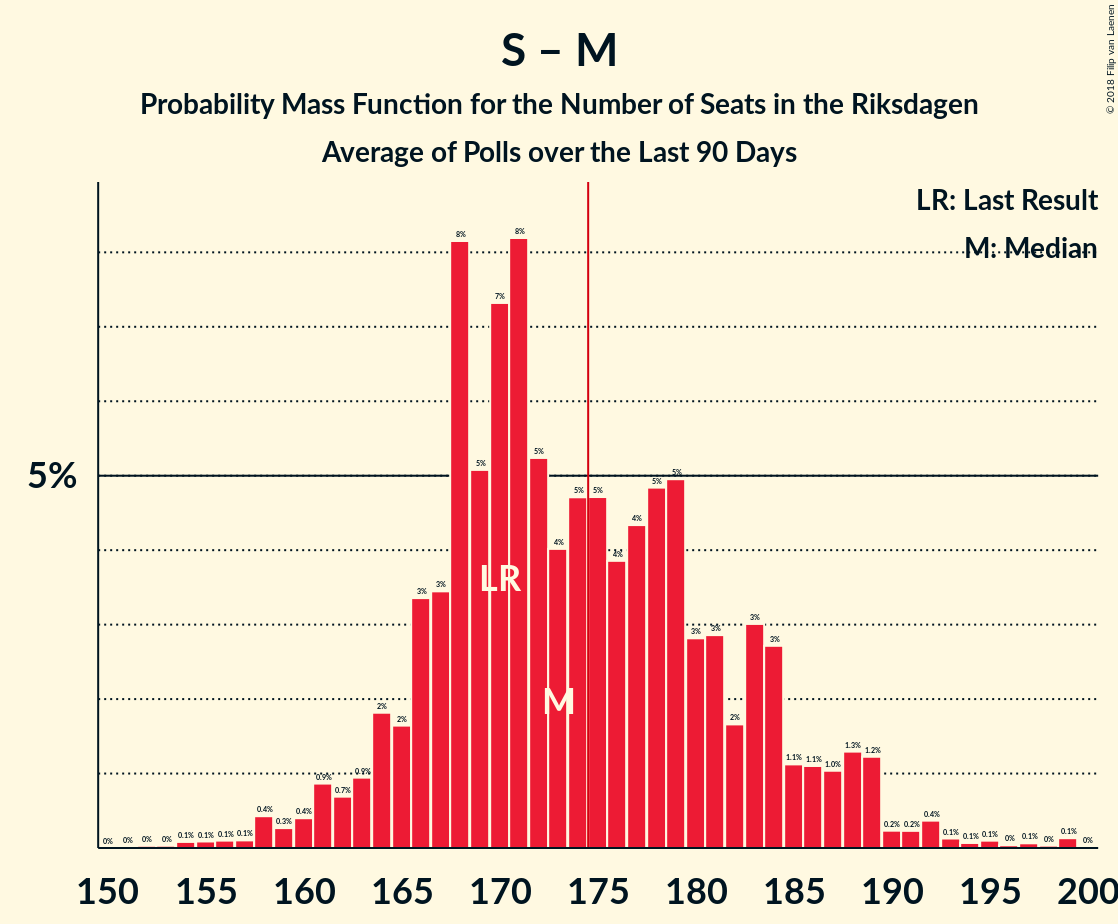 S – M
Probability Mass Function for the Number of Seats in the Riksdagen
Average of Polls over the Last 90 Days
© 2018 Filip van Laenen
LR: Last Result
M: Median
5%
0% 0% 0% 0% 0.1% 0.1% 0.1% 0.1% 0.4% 0.3% 0.4% 0.9% 0.7% 0.9% 2% 2% 3% 3% 8% 5% 7% 8% 5% 4% 5% 5% 4% 4% 5% 5% 3% 3% 2% 3% 3% 1.1% 1.1% 1.0% 1.3% 1.2% 0.2% 0.2% 0.4% 0.1% 0.1% 0.1% 0% 0.1% 0% 0.1% 0%
LR
M
150 155 160 165 170 175 180 185 190 195 200